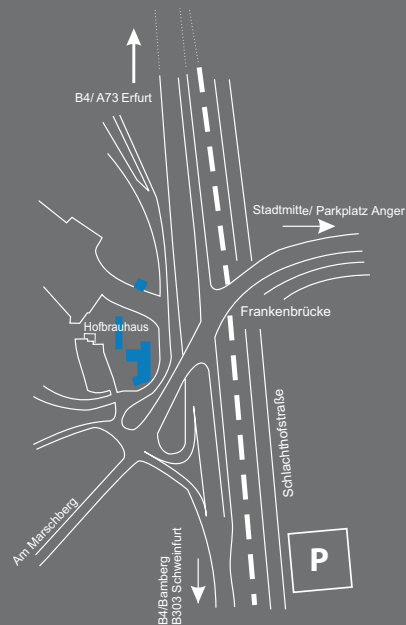 B4/ A73 Erfurt
Stadtmitte/ Parkplatz Anger
Frankenbrücke
Hofbrauhaus
Schlachthofstraße
Am Marschberg
B4/Bamberg
B303 Schweinfurt
P